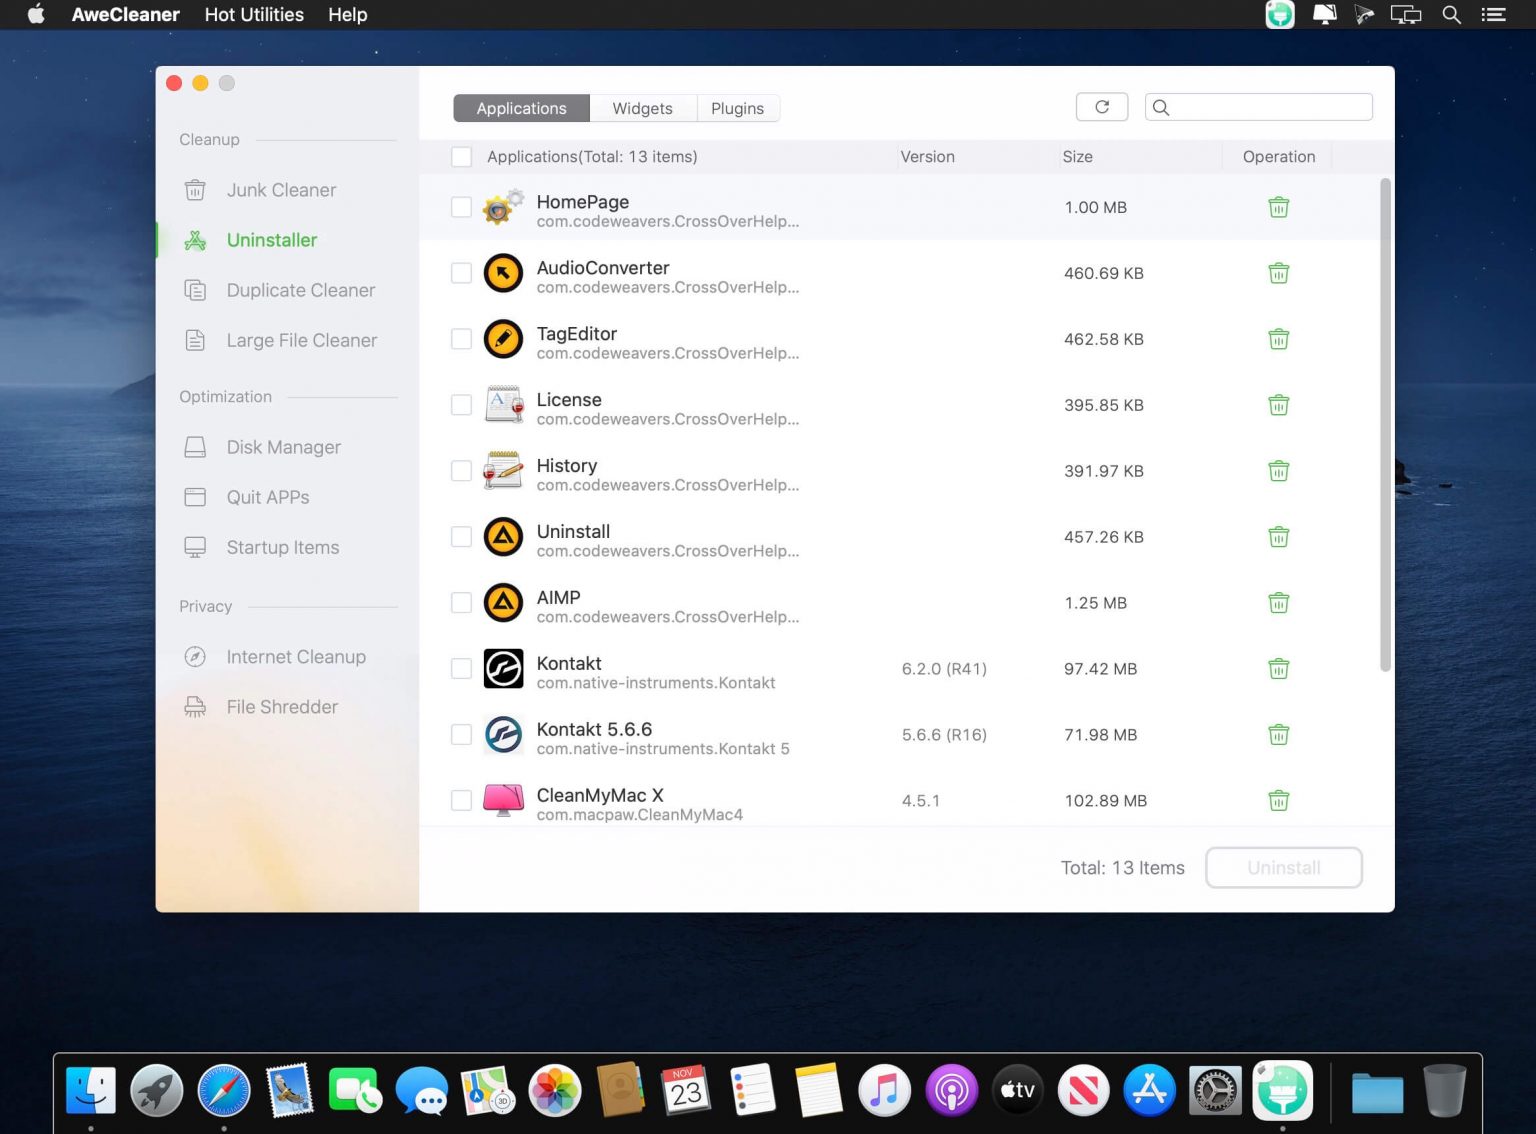 AweCleaner Hot Utilities Help
Applications Widgets Plugins
Cleanup
Junk Cleaner
Uninstaller
Duplicate Cleaner
Large File Cleaner
Optimization
Disk Manager
Quit APPs
Startup Items
Privacy
Internet Cleanup
File Shredder
Applications(Total: 13 items) Version Size Operation
HomePage
com.codeweavers.CrossOverHelp...
1.00 MB
AudioConverter
com.codeweavers.CrossOverHelp...
460.69 KB
TagEditor
com.codeweavers.CrossOverHelp...
462.58 KB
License
com.codeweavers.CrossOverHelp...
395.85 KB
History
com.codeweavers.CrossOverHelp...
391.97 KB
Uninstall
com.codeweavers.CrossOverHelp...
457.26 KB
AIMP
com.codeweavers.CrossOverHelp...
1.25 MB
Kontakt
com.native-instruments.Kontakt
6.2.0 (R41) 97.42 MB
Kontakt 5.6.6
com.native-instruments.Kontakt 5
5.6.6 (R16) 71.98 MB
CleanMyMac X
com.macpaw.CleanMyMac4
4.5.1 102.89 MB
Total: 13 Items Uninstall
3D
NOV
23
tv